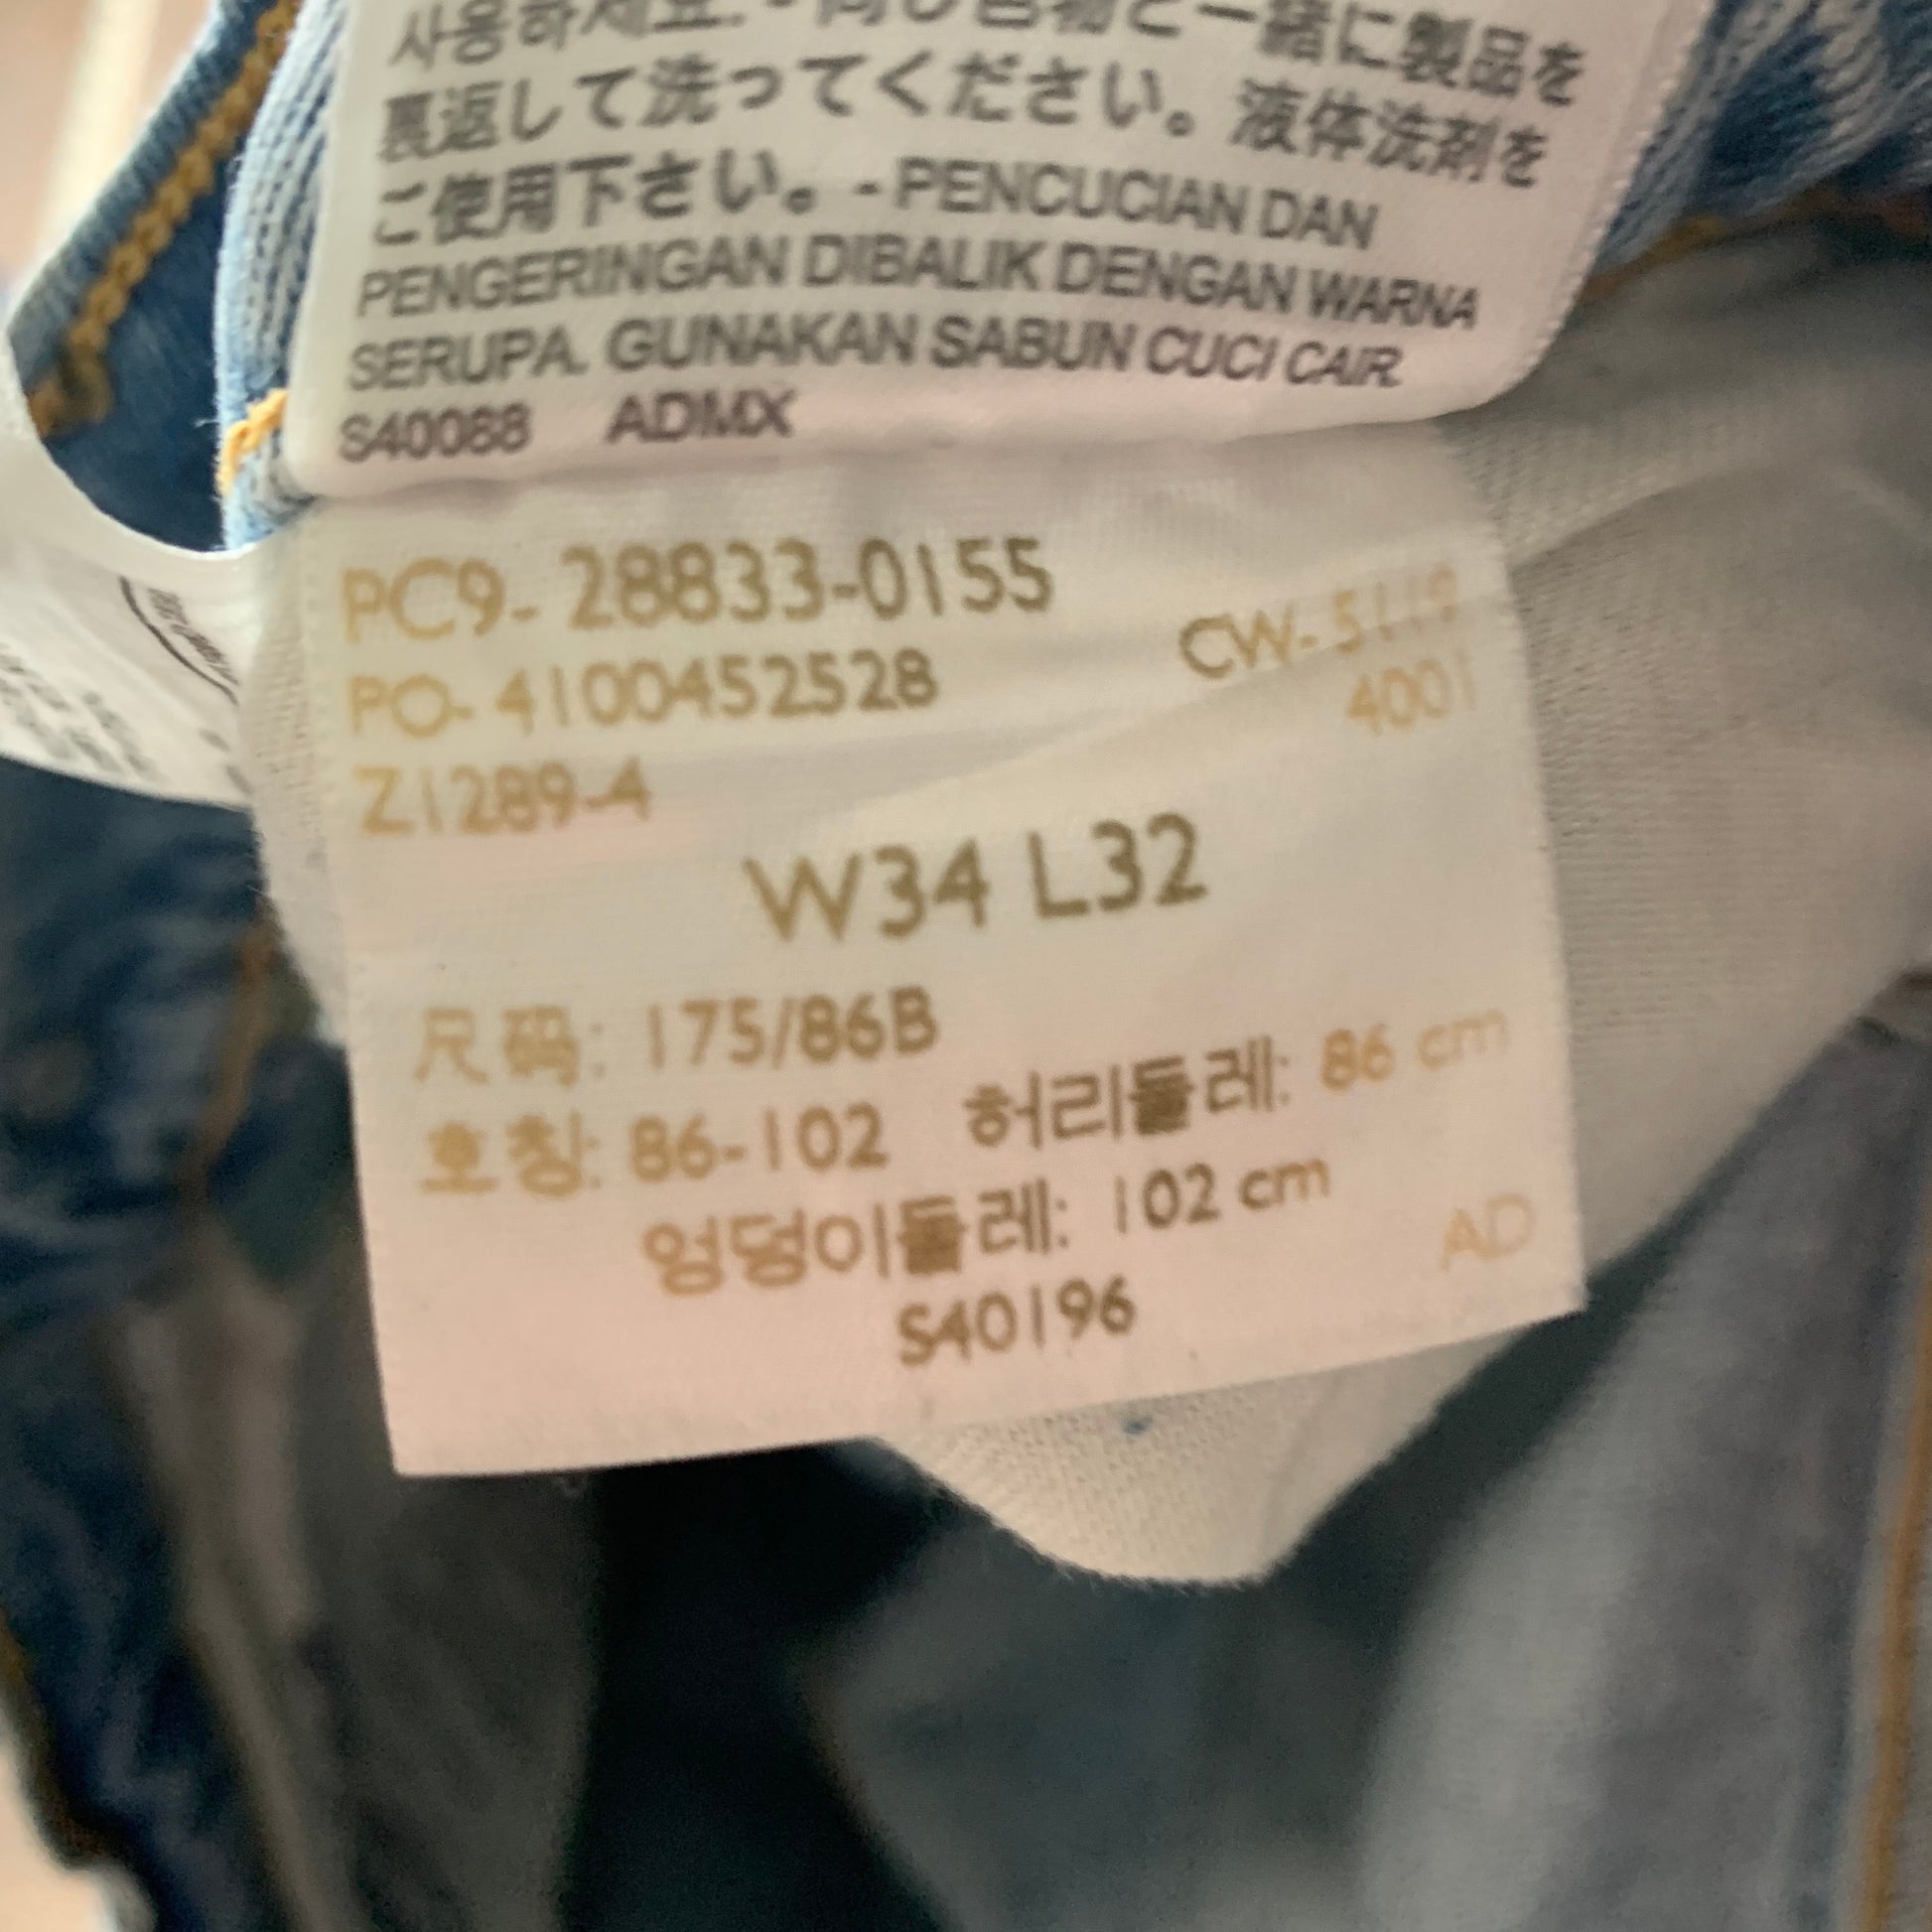 사용하세요. - 同じ色物と一緒に製品を
裏返して洗ってください。液体洗剤を
ご使用下さい。- PENCUCIAN DAN
PENGERINGAN DIBALIK DENGAN WARNA
SERUPA. GUNAKAN SABUN CUCI CAIR.
S40088 ADMX
PC9- 28833-0155
CW- 5119
PO- 4100452528
4001
Z1289-4
W34 L32
尺码: 175/86B
호칭: 86-102 허리둘레: 86 cm
엉덩이둘레: 102 cm
AD
S40196